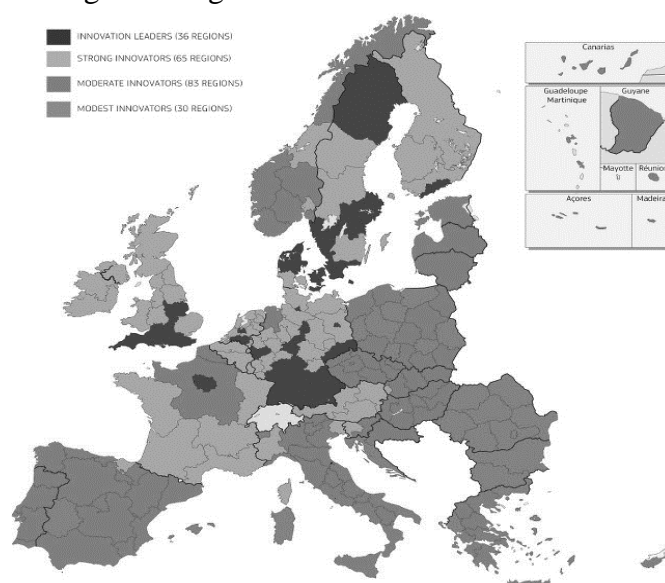 INNOVATION LEADERS (36 REGIONS)
STRONG INNOVATORS (65 REGIONS)
MODERATE INNOVATORS (83 REGIONS)
MODEST INNOVATORS (30 REGIONS)
Canarias
Guadeloupe
Martinique
Guyane
Mayotte
Réunion
Açores
Madeira